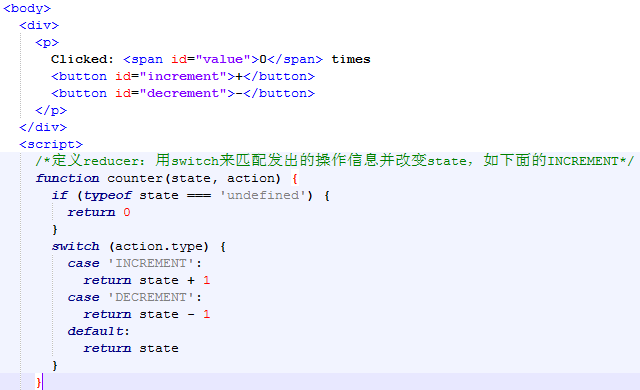 <body>
<div>
<p>
Clicked: <span id="value">0</span> times
<button id="increment">+</button>
<button id="decrement">-</button>
</p>
</div>
<script>
/*定义reducer：用switch来匹配发出的操作信息并改变state，如下面的INCREMENT*/
function counter(state, action) {
if (typeof state === 'undefined') {
return 0
}
switch (action.type) {
case 'INCREMENT':
return state + 1
case 'DECREMENT':
return state - 1
default:
return state
}
}